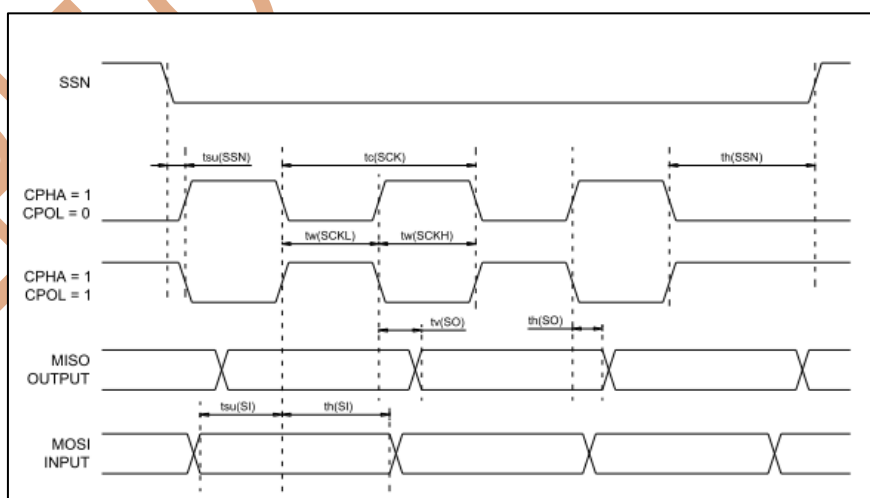 SSN
tsu(SSN)
tc(SCK)
th(SSN)
CPHA = 1
CPOL = 0
tw(SCKL)
tw(SCKH)
CPHA = 1
CPOL = 1
tv(SO)
th(SO)
MISO
OUTPUT
tsu(SI)
th(SI)
MOSI
INPUT